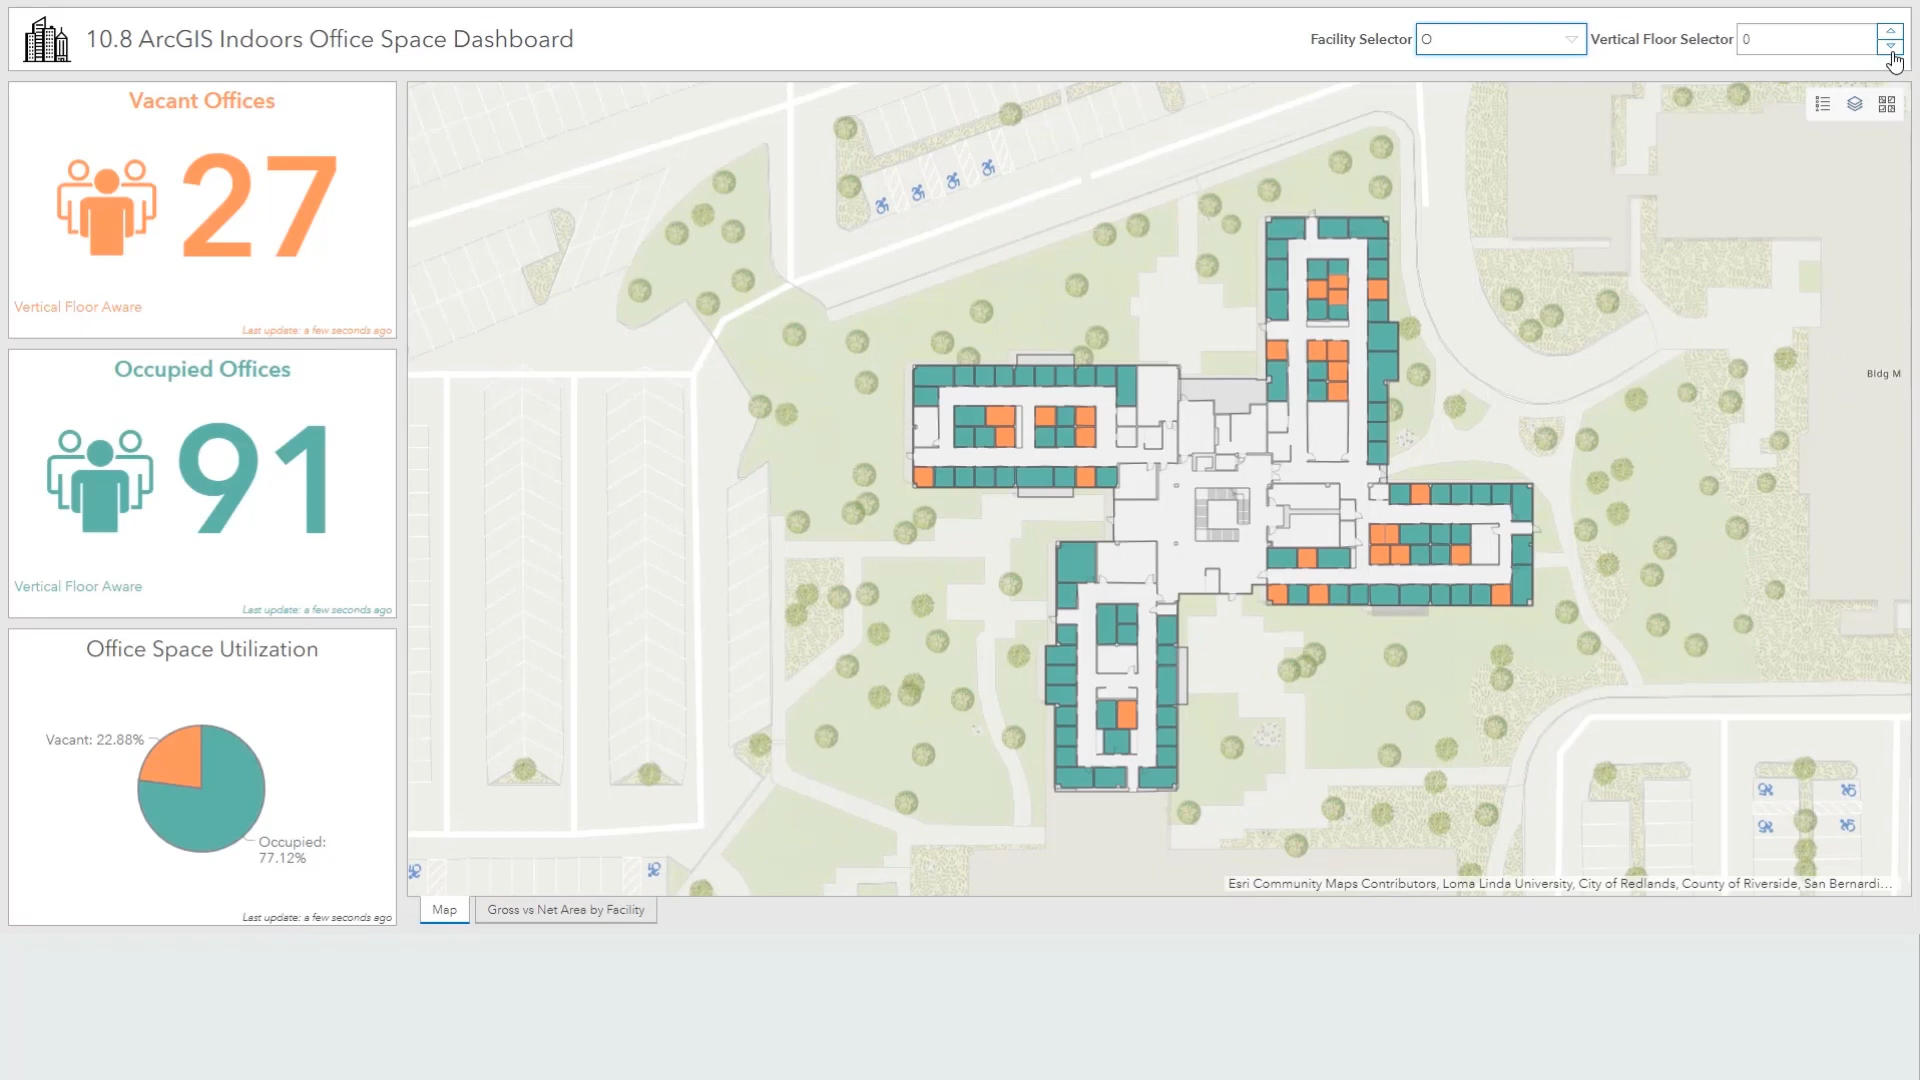 10.8 ArcGIS Indoors Office Space Dashboard
Facility Selector O Vertical Floor Selector 0
Vacant Offices
27
Vertical Floor Aware
Last update: a few seconds ago
Occupied Offices
91
Vertical Floor Aware
Last update: a few seconds ago
Office Space Utilization
Vacant: 22.88%
Occupied:
77.12%
Last update: a few seconds ago
Bldg M
Esri Community Maps Contributors, Loma Linda University, City of Redlands, County of Riverside, San Bernardi...
Map Gross vs Net Area by Facility